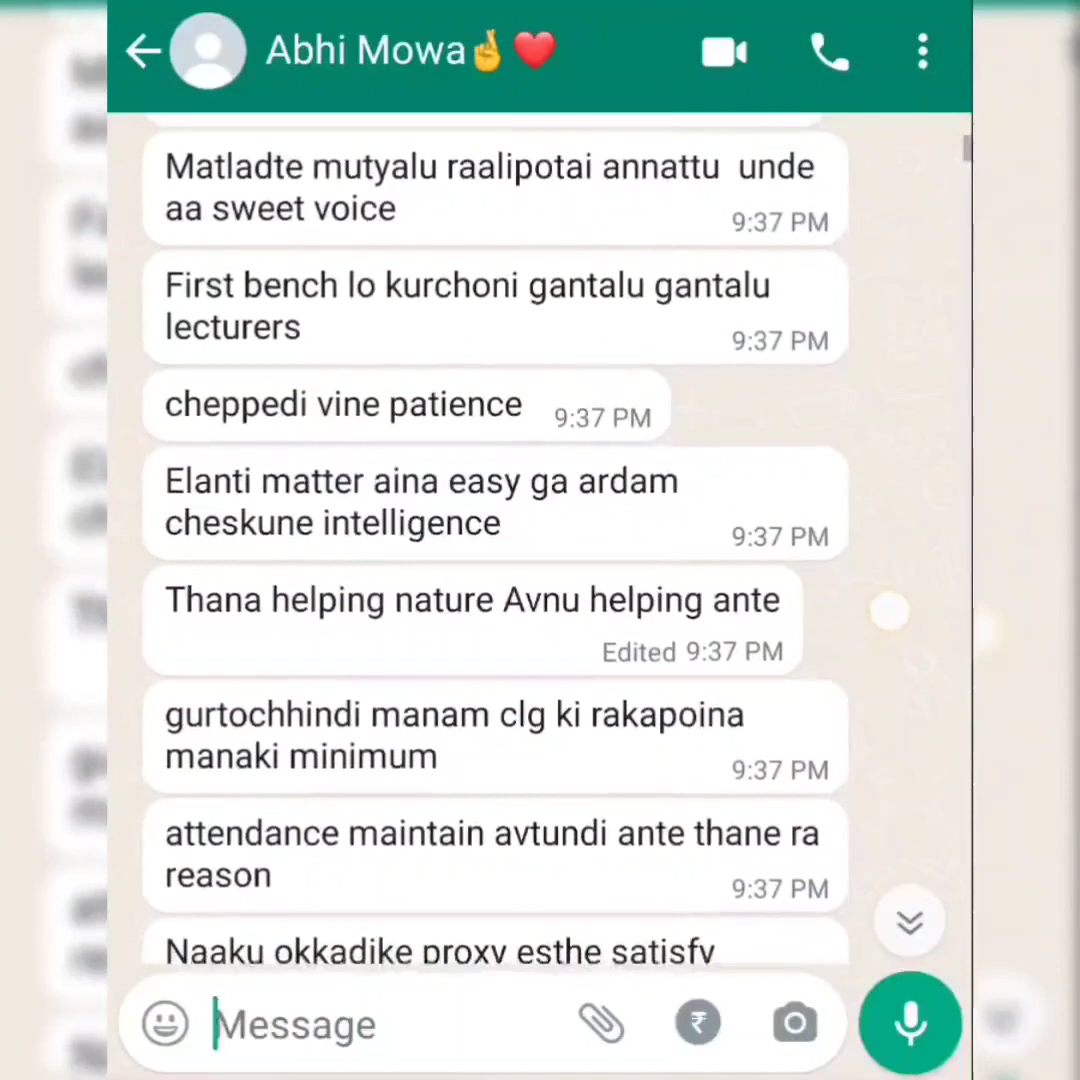 Abhi Mowa🤞❤️
Matladte mutyalu raalipotai annattu unde
aa sweet voice
9:37 PM
First bench lo kurchoni gantalu gantalu
lecturers
9:37 PM
cheppedi vine patience 9:37 PM
Elanti matter aina easy ga ardam
cheskune intelligence
9:37 PM
Thana helping nature Avnu helping ante
Edited 9:37 PM
gurtochhindi manam clg ki rakapoina
manaki minimum
9:37 PM
attendance maintain avtundi ante thane ra
reason
9:37 PM
Naaku okkadike proxy esthe satisfy
Message